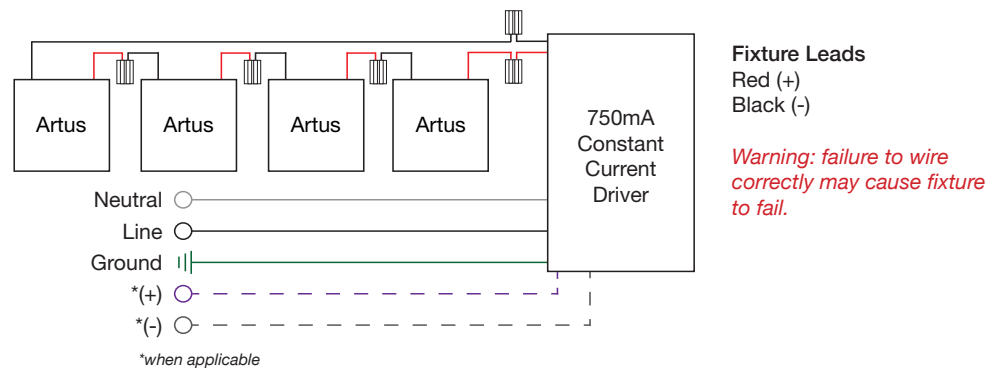 Artus
Artus
Artus
Artus
750mA
Constant
Current
Driver
Fixture Leads
Red (+)
Black (-)
Warning: failure to wire
correctly may cause fixture
to fail.
Neutral
Line
Ground
*(+)
*(-)
*when applicable